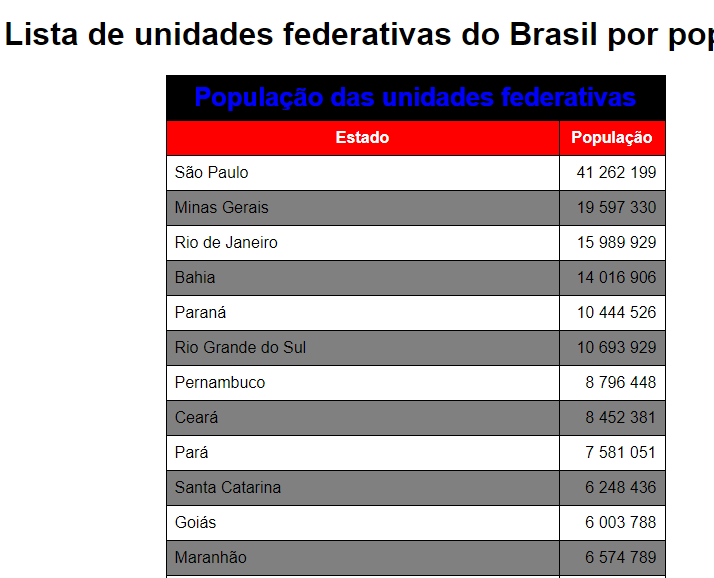 Lista de unidades federativas do Brasil por pop
População das unidades federativas
Estado População
São Paulo 41 262 199
Minas Gerais 19 597 330
Rio de Janeiro 15 989 929
Bahia 14 016 906
Paraná 10 444 526
Rio Grande do Sul 10 693 929
Pernambuco 8 796 448
Ceará 8 452 381
Pará 7 581 051
Santa Catarina 6 248 436
Goiás 6 003 788
Maranhão 6 574 789